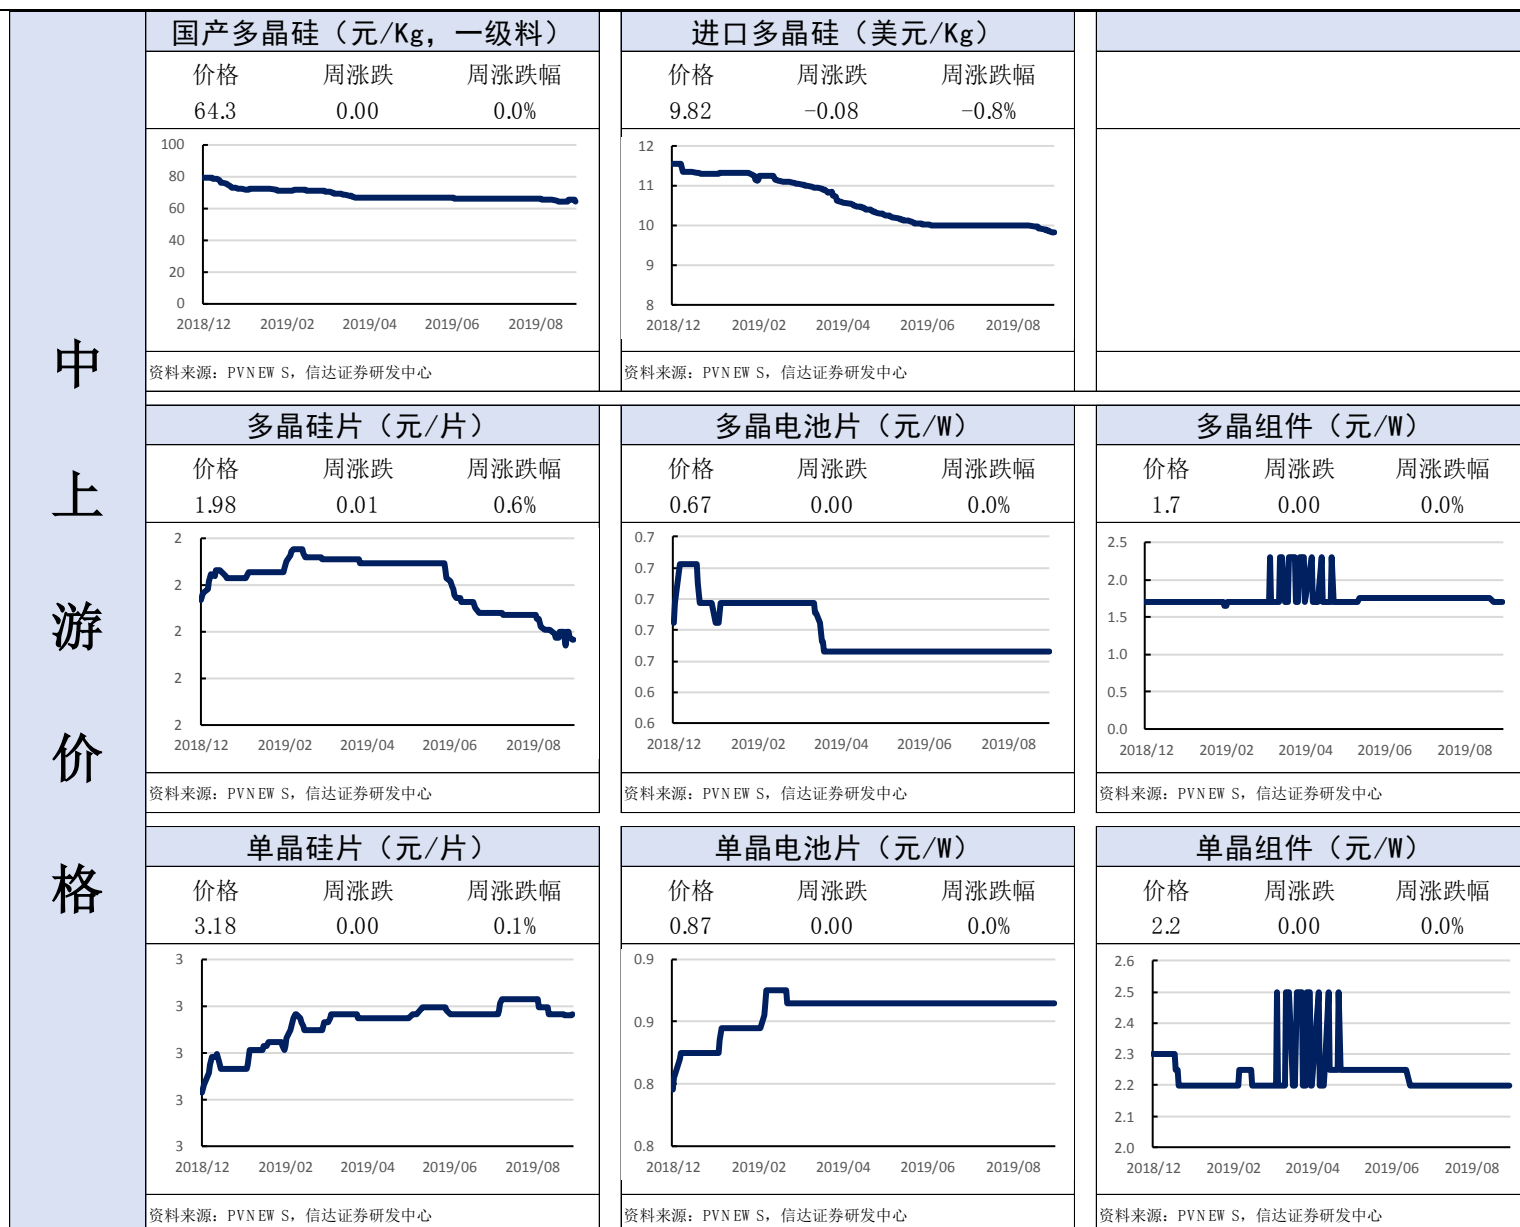 中
上
游
价
格
国产多晶硅（元/Kg，一级料）
价格 周涨跌 周涨跌幅
64.3 0.00 0.0%
100
80
60
40
20
0
2018/12 2019/02 2019/04 2019/06 2019/08
资料来源：PVNEWS，信达证券研发中心
进口多晶硅（美元/Kg）
价格 周涨跌 周涨跌幅
9.82 -0.08 -0.8%
12
11
10
9
8
2018/12 2019/02 2019/04 2019/06 2019/08
资料来源：PVNEWS，信达证券研发中心
多晶硅片（元/片）
价格 周涨跌 周涨跌幅
1.98 0.01 0.6%
2
2
2
2
2
2018/12 2019/02 2019/04 2019/06 2019/08
资料来源：PVNEWS，信达证券研发中心
多晶电池片（元/W）
价格 周涨跌 周涨跌幅
0.67 0.00 0.0%
0.7
0.7
0.7
0.7
0.7
0.6
0.6
2018/12 2019/02 2019/04 2019/06 2019/08
资料来源：PVNEWS，信达证券研发中心
多晶组件（元/W）
价格 周涨跌 周涨跌幅
1.7 0.00 0.0%
2.5
2.0
1.5
1.0
0.5
0.0
2018/12 2019/02 2019/04 2019/06 2019/08
资料来源：PVNEWS，信达证券研发中心
单晶硅片（元/片）
价格 周涨跌 周涨跌幅
3.18 0.00 0.1%
3
3
3
3
3
2018/12 2019/02 2019/04 2019/06 2019/08
资料来源：PVNEWS，信达证券研发中心
单晶电池片（元/W）
价格 周涨跌 周涨跌幅
0.87 0.00 0.0%
0.9
0.9
0.8
0.8
2018/12 2019/02 2019/04 2019/06 2019/08
资料来源：PVNEWS，信达证券研发中心
单晶组件（元/W）
价格 周涨跌 周涨跌幅
2.2 0.00 0.0%
2.6
2.5
2.4
2.3
2.2
2.1
2.0
2018/12 2019/02 2019/04 2019/06 2019/08
资料来源：PVNEWS，信达证券研发中心